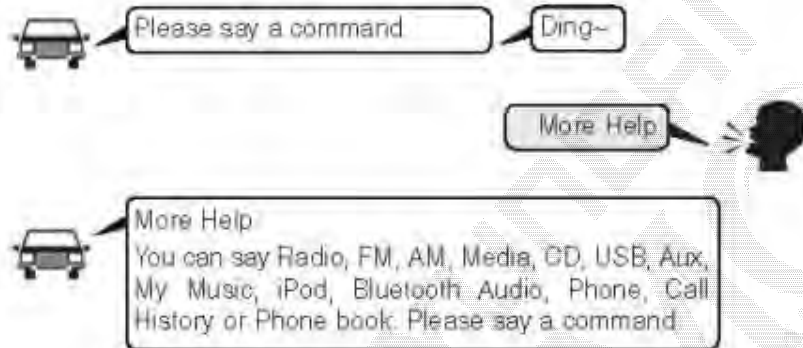 Please say a command
Ding~
More Help
More Help
You can say Radio, FM, AM, Media, CD, USB, Aux,
My Music, iPod, Bluetooth Audio, Phone, Call
History or Phone book. Please say a command